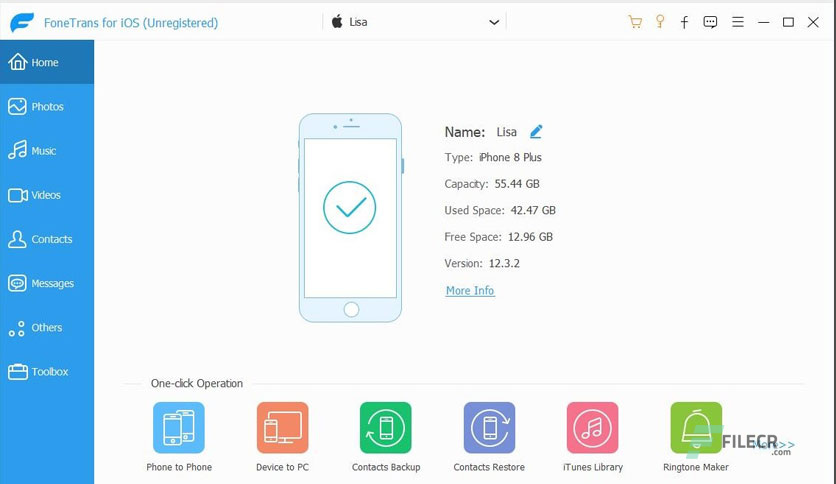 FoneTrans for iOS (Unregistered)
Lisa
Home
Photos
Music
Videos
Contacts
Messages
Others
Toolbox
Name: Lisa
Type: iPhone 8 Plus
Capacity: 55.44 GB
Used Space: 42.47 GB
Free Space: 12.96 GB
Version: 12.3.2
More Info
One-click Operation
Phone to Phone
Device to PC
Contacts Backup
Contacts Restore
iTunes Library
Ringtone Maker
More>>
FILECR
.com